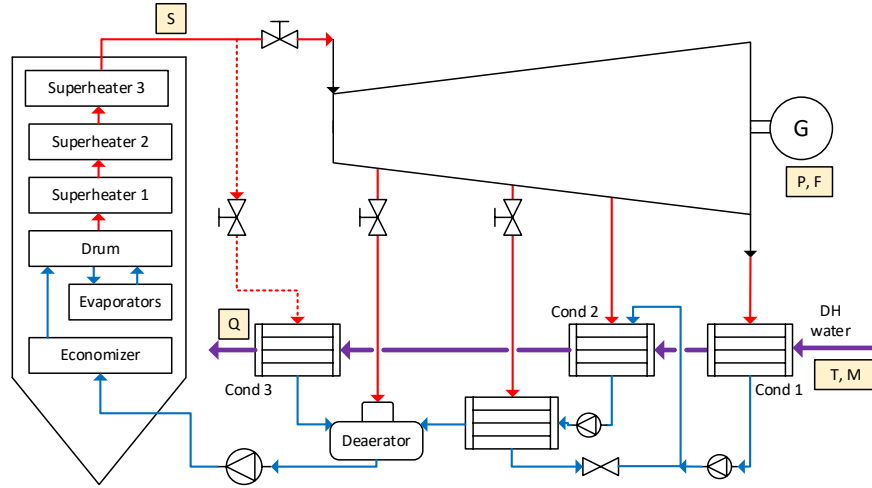 S
Superheater 3
Superheater 2
Superheater 1
Drum
Evaporators
Economizer
G
P, F
Q
Cond 2
DH
water
T, M
Cond 3
Cond 1
Deaerator